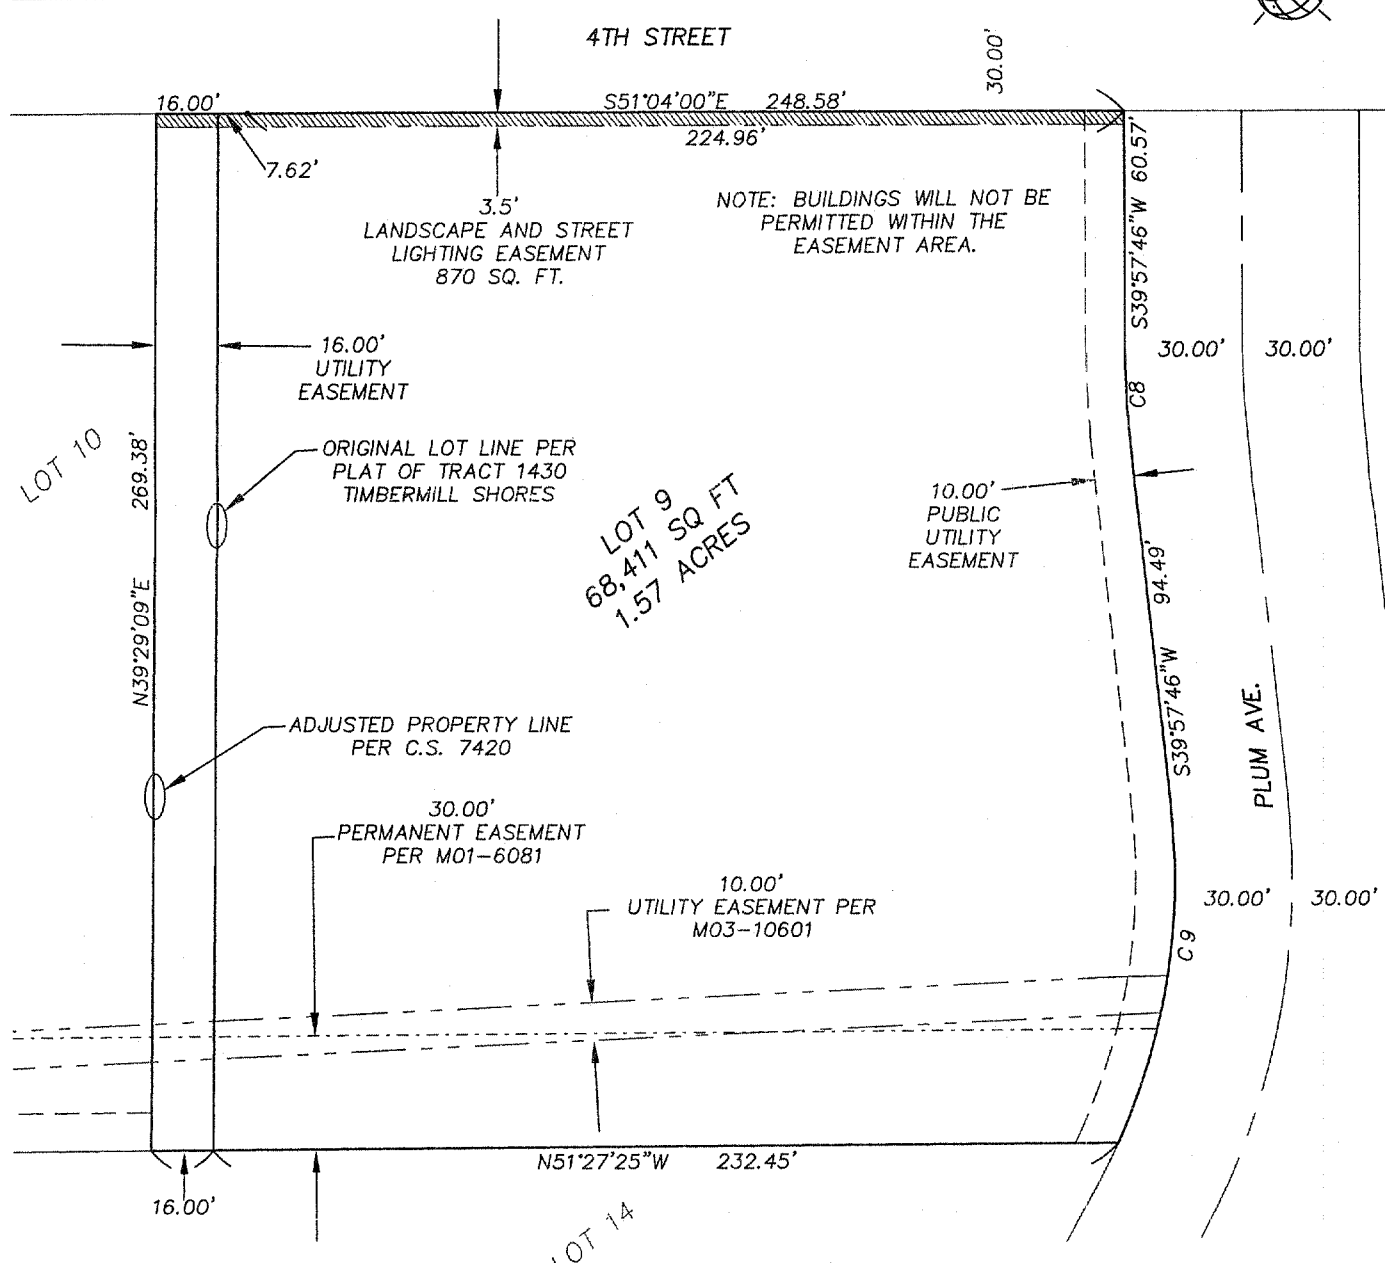 4TH STREET
30.00'
16.00'
S51°04'00"E 248.58'
224.96'
7.62'
3.5'
LANDSCAPE AND STREET
LIGHTING EASEMENT
870 SQ. FT.
NOTE: BUILDINGS WILL NOT BE
PERMITTED WITHIN THE
EASEMENT AREA.
S39°57'46"W 60.57'
16.00'
UTILITY
EASEMENT
30.00'
30.00'
C8
LOT 10
N39°29'09"E 269.38'
ORIGINAL LOT LINE PER
PLAT OF TRACT 1430
TIMBERMILL SHORES
LOT 9
68,411 SQ FT
1.57 ACRES
10.00'
PUBLIC
UTILITY
EASEMENT
S39°57'46"W 94.49'
PLUM AVE.
ADJUSTED PROPERTY LINE
PER C.S. 7420
30.00'
PERMANENT EASEMENT
PER M01-6081
10.00'
UTILITY EASEMENT PER
M03-10601
30.00'
30.00'
C9
N51°27'25"W 232.45'
16.00'
LOT 14